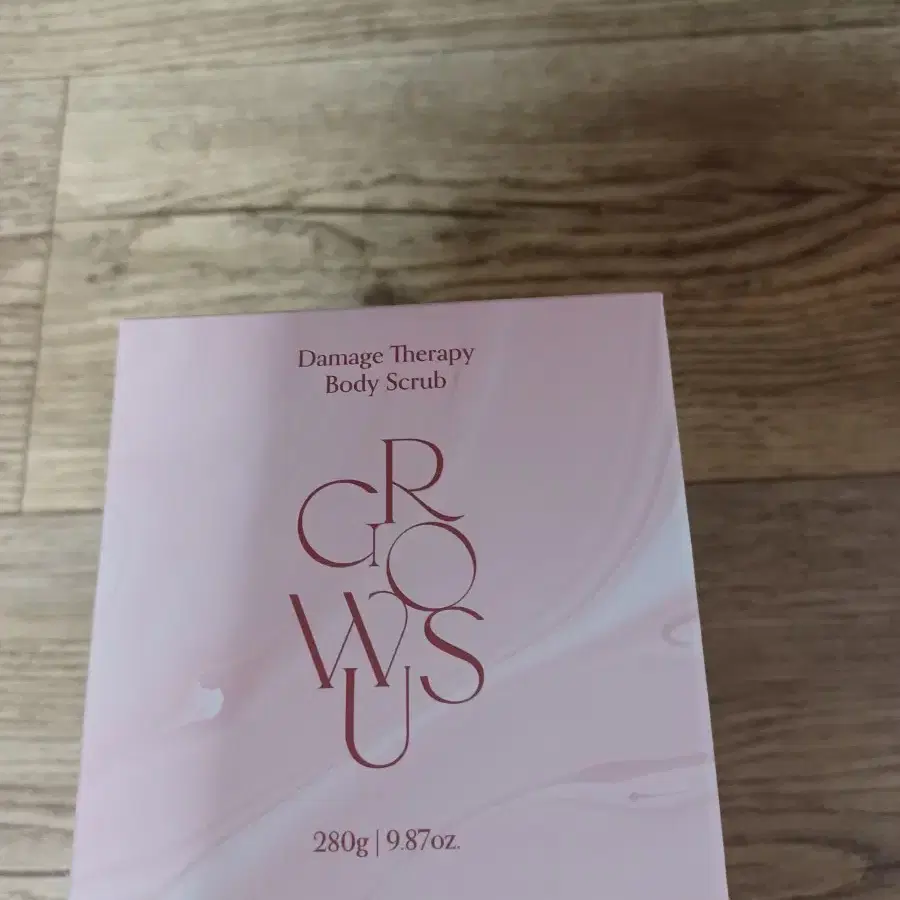 Damage Therapy
Body Scrub
GROWUS
280g | 9.87oz.